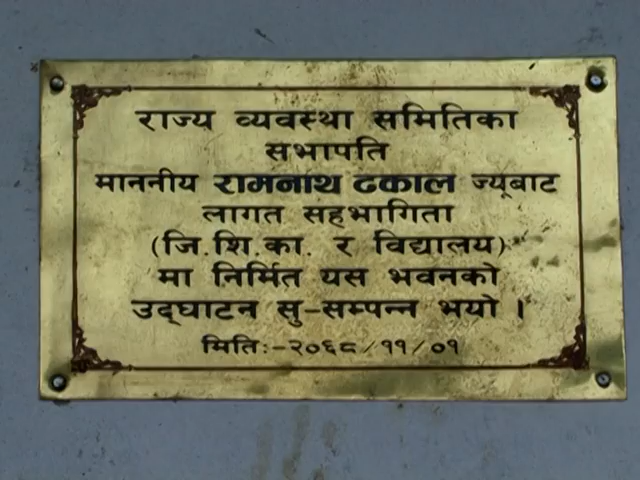 राज्य व्यवस्था समितिका
सभापति
माननीय रामनाथ ढकाल ज्यूबाट
लागत सहभागिता
(जि.शि.का. र विद्यालय)
मा निर्मित यस भवनको
उद्घाटन सु-सम्पन्न भयो ।
मिति:-२०६८/११/०१